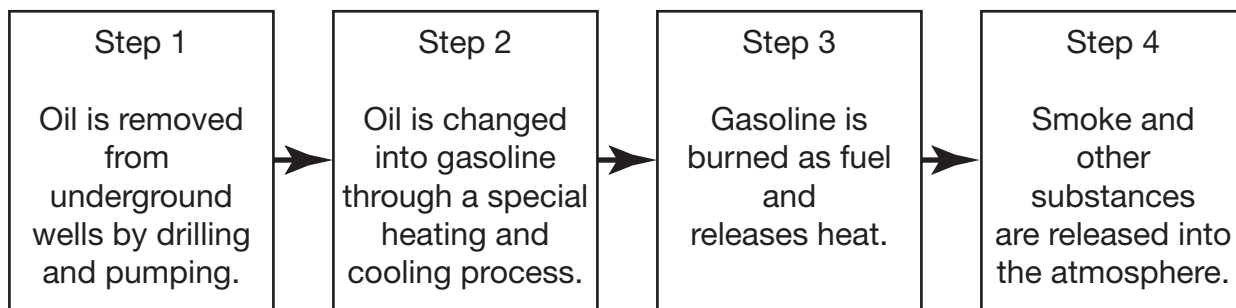 Step 1
Oil is removed
from
underground
wells by drilling
and pumping.
Step 2
Oil is changed
into gasoline
through a special
heating and
cooling process.
Step 3
Gasoline is
burned as fuel
and
releases heat.
Step 4
Smoke and
other
substances
are released into
the atmosphere.